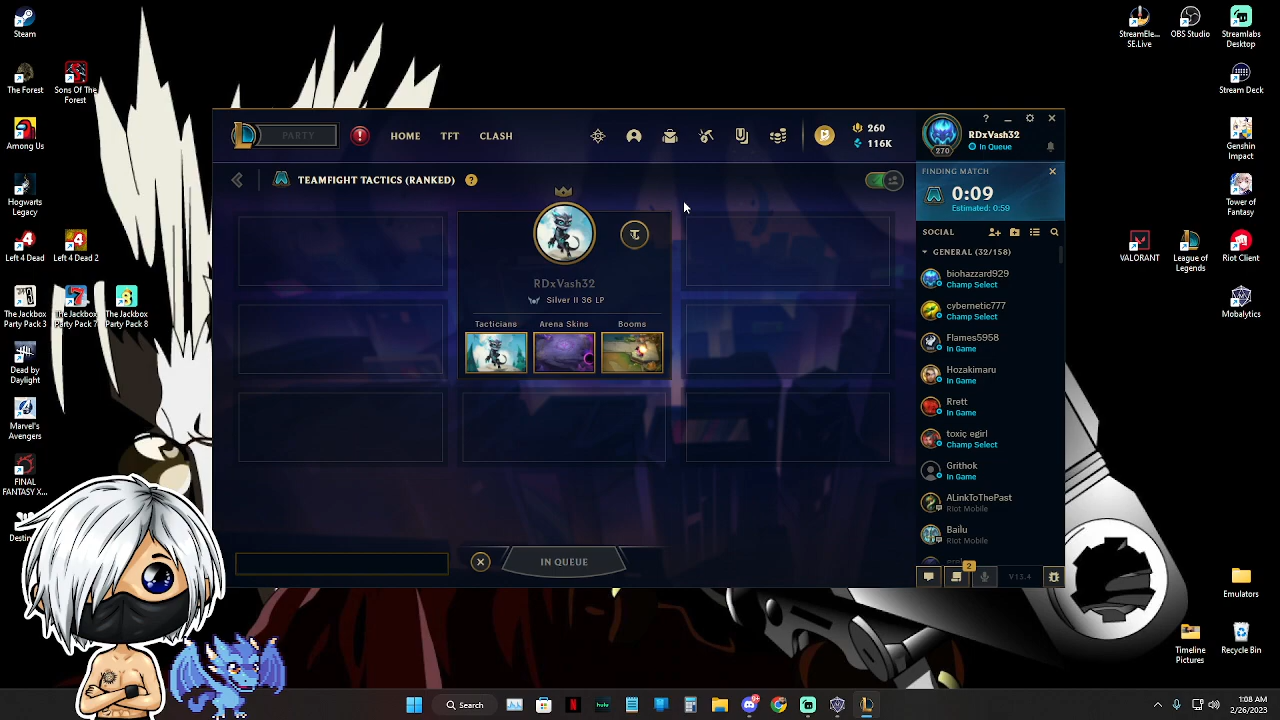 Steam
The Forest
Sons Of The
Forest
Among Us
Hogwarts
Legacy
Left 4 Dead
Left 4 Dead 2
The Jackbox
Party Pack 3
The Jackbox
Party Pack 7
The Jackbox
Party Pack 8
Dead by
Daylight
Marvel's
Avengers
FINAL
FANTASY X...
PARTY
HOME
TFT
CLASH
260
116K
TEAMFIGHT TACTICS (RANKED)
?
RDxVash32
Silver II 36 LP
Tacticians
Arena Skins
Booms
IN QUEUE
?
270
RDxVash32
In Queue
FINDING MATCH
0:09
Estimated: 0:59
SOCIAL
GENERAL (32/158)
biohazzard929
Champ Select
cybernetic777
Champ Select
Flames5958
In Game
Hozakimaru
In Game
Rrett
In Game
toxiç egirl
Champ Select
Grithok
In Game
ALinkToThePast
Riot Mobile
Bailu
Riot Mobile
2
V13.4
StreamEle...
SE.Live
OBS Studio
Streamlabs
Desktop
Stream Deck
Genshin
Impact
Tower of
Fantasy
VALORANT
League of
Legends
Riot Client
Mobalytics
Emulators
Timeline
Pictures
Recycle Bin
Search
hulu
1:08 AM
2/26/2023